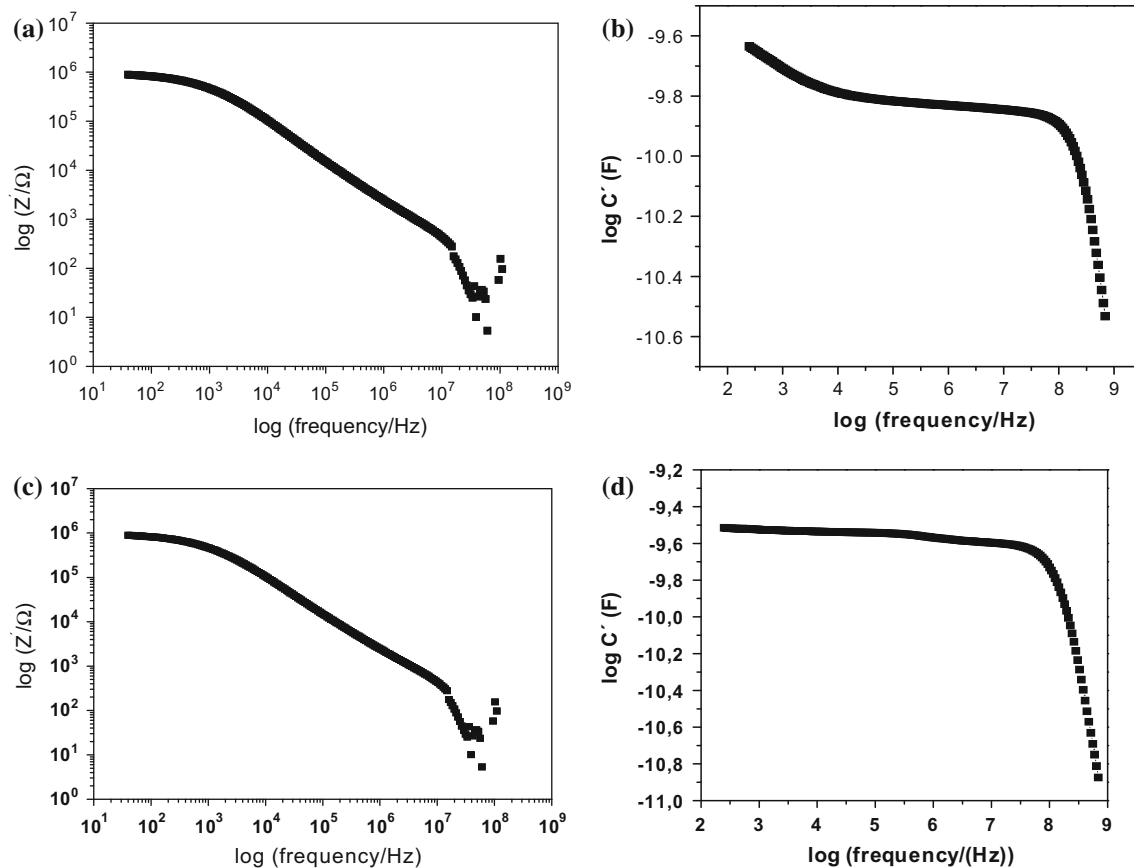 (a)
10^7
10^6
10^5
10^4
10^3
10^2
10^1
10^0
log (Z′/Ω)
10^1 10^2 10^3 10^4 10^5 10^6 10^7 10^8 10^9
log (frequency/Hz)
(b)
-9.6
-9.8
-10.0
-10.2
-10.4
-10.6
log C′ (F)
2 3 4 5 6 7 8 9
log (frequency/Hz)
(c)
10^7
10^6
10^5
10^4
10^3
10^2
10^1
10^0
log (Z′/Ω)
10^1 10^2 10^3 10^4 10^5 10^6 10^7 10^8 10^9
log (frequency/Hz)
(d)
-9,2
-9,4
-9,6
-9,8
-10,0
-10,2
-10,4
-10,6
-10,8
-11,0
log C′ (F)
2 3 4 5 6 7 8 9
log (frequency/(Hz))